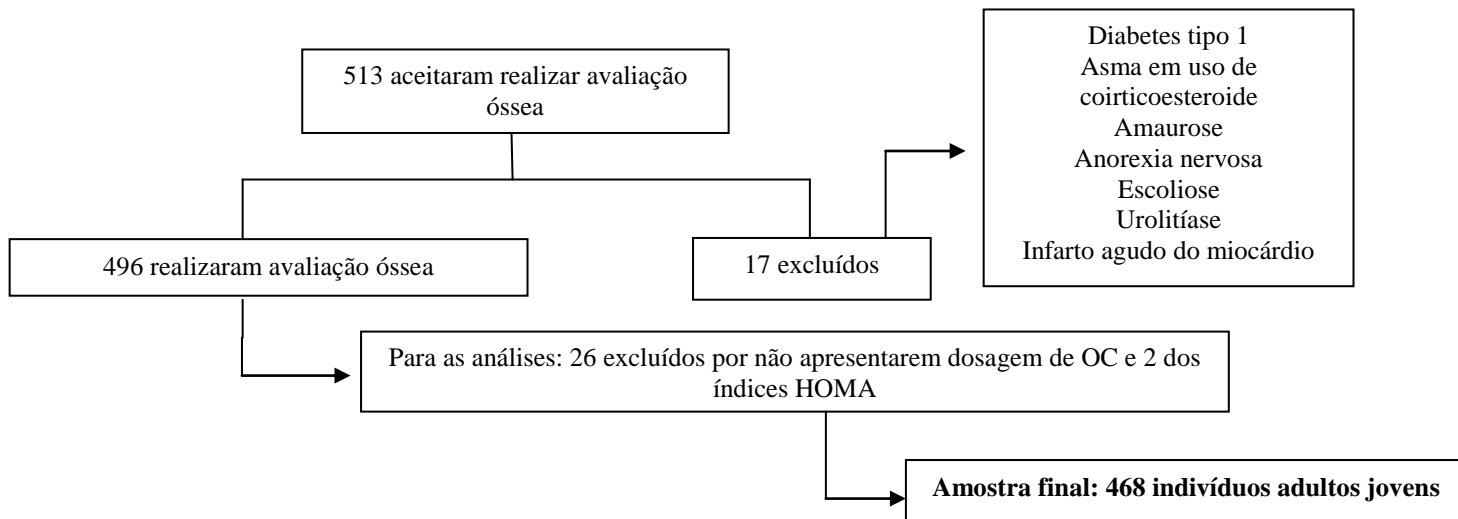 513 aceitaram realizar avaliação
óssea
Diabetes tipo 1
Asma em uso de
coirticoesteroide
Amaurose
Anorexia nervosa
Escoliose
Urolitíase
Infarto agudo do miocárdio
496 realizaram avaliação óssea
17 excluídos
Para as análises: 26 excluídos por não apresentarem dosagem de OC e 2 dos
índices HOMA
Amostra final: 468 indivíduos adultos jovens